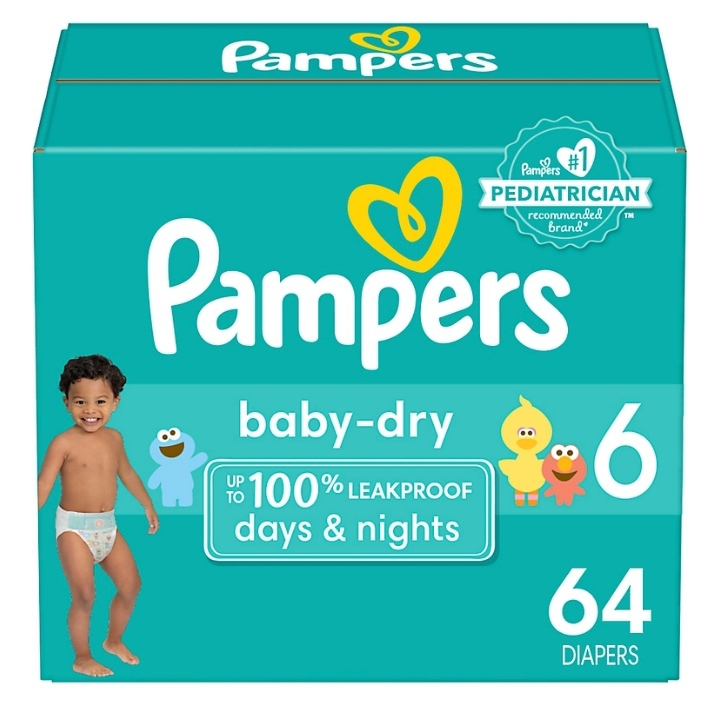 Pampers
Pampers #1
PEDIATRICIAN
recommended ™
brand*
Pampers
baby-dry
6
UP TO 100% LEAKPROOF
days & nights
64
DIAPERS